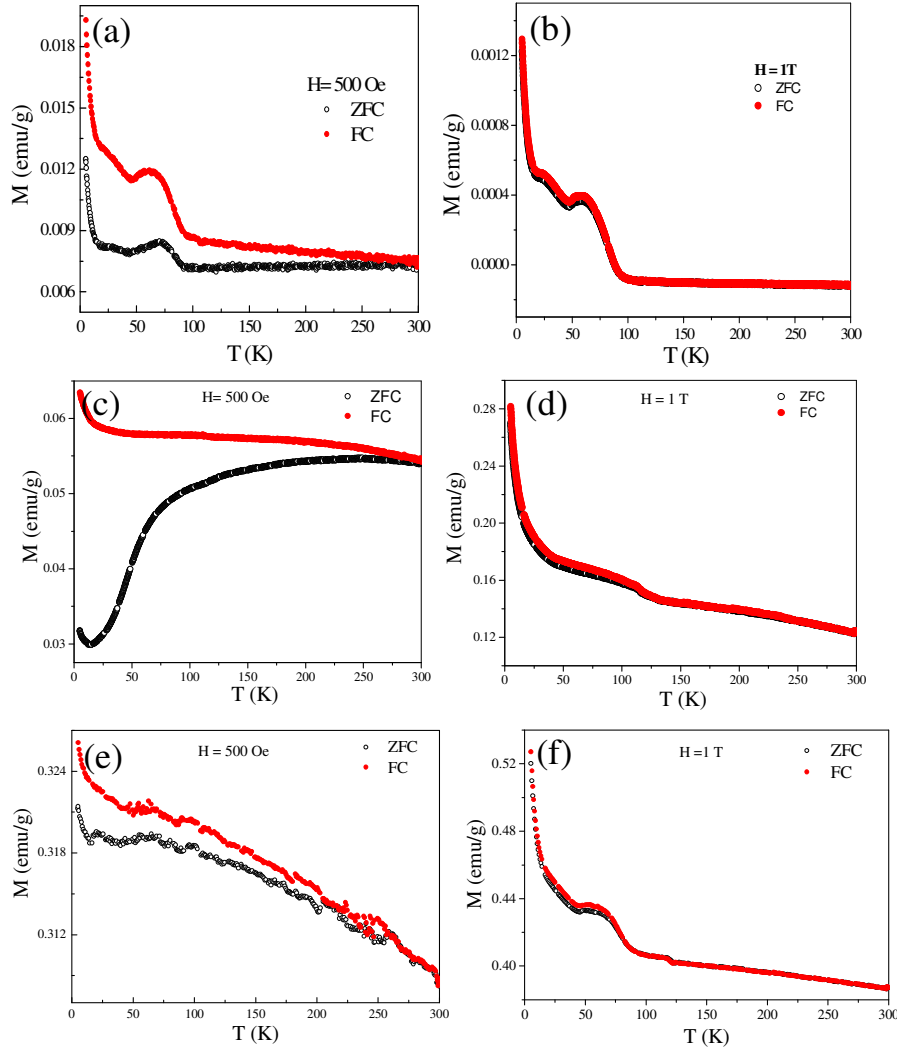 (a)
H= 500 Oe
ZFC
FC
0.018
0.015
0.012
0.009
0.006
M (emu/g)
0 50 100 150 200 250 300
T (K)
(b)
H = 1T
ZFC
FC
0.0012
0.0008
0.0004
0.0000
M (emu/g)
0 50 100 150 200 250 300
T (K)
(c)
H= 500 Oe
ZFC
FC
0.06
0.05
0.04
0.03
M (emu/g)
0 50 100 150 200 250 300
T (K)
(d)
H = 1 T
ZFC
FC
0.28
0.24
0.20
0.16
0.12
M (emu/g)
0 50 100 150 200 250 300
T (K)
(e)
H = 500 Oe
ZFC
FC
0.324
0.318
0.312
M (emu/g)
0 50 100 150 200 250 300
T (K)
(f)
H =1 T
ZFC
FC
0.52
0.48
0.44
0.40
M (emu/g)
0 50 100 150 200 250 300
T (K)